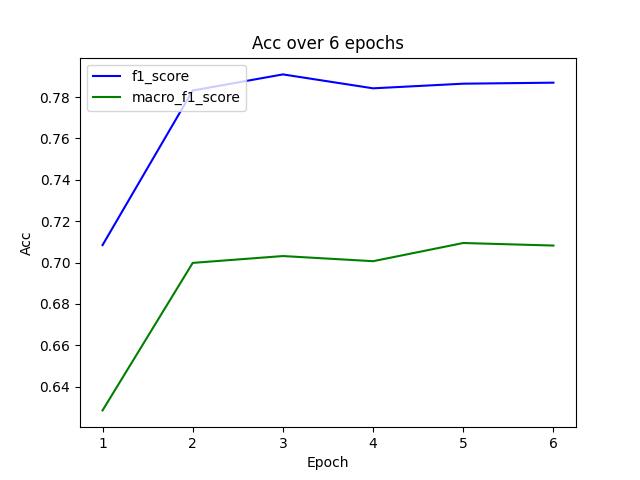 Acc over 6 epochs
f1_score
macro_f1_score
0.78
0.76
0.74
0.72
0.70
0.68
0.66
0.64
Acc
1 2 3 4 5 6
Epoch